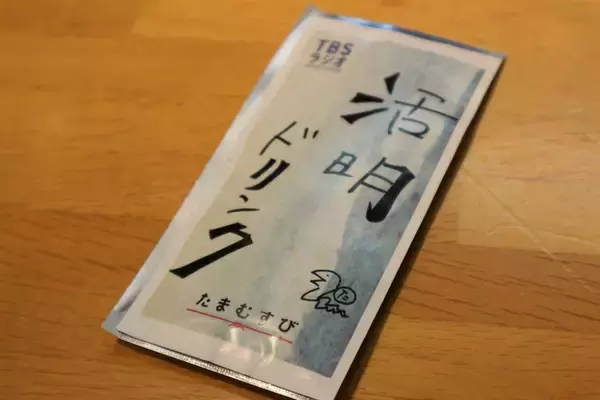 TBS
ラジオ
活明
ドリンク
たまむすび